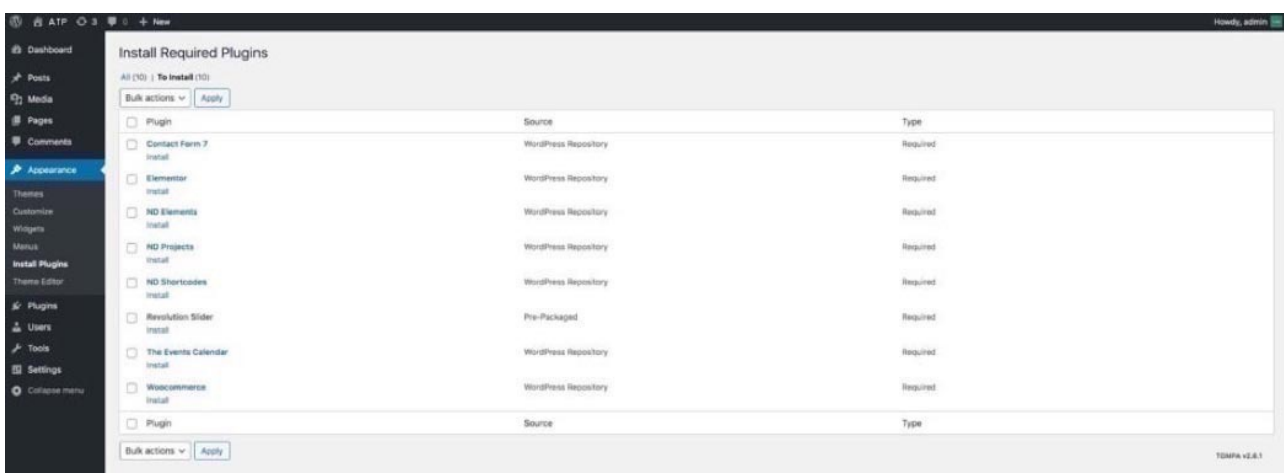 ATP 3 0 + New Howdy, admin
Dashboard
Posts
Media
Pages
Comments
Appearance
Themes
Customize
Widgets
Menus
Install Plugins
Theme Editor
Plugins
Users
Tools
Settings
Collapse menu
Install Required Plugins
All (10) | To Install (10)
Bulk actions Apply
Plugin Source Type
Contact Form 7 WordPress Repository Required
Install
Elementor WordPress Repository Required
Install
ND Elements WordPress Repository Required
Install
ND Projects WordPress Repository Required
Install
ND Shortcodes WordPress Repository Required
Install
Revolution Slider Pre-Packaged Required
Install
The Events Calendar WordPress Repository Required
Install
Woocommerce WordPress Repository Required
Install
Plugin Source Type
Bulk actions Apply
TGMPA v2.6.1